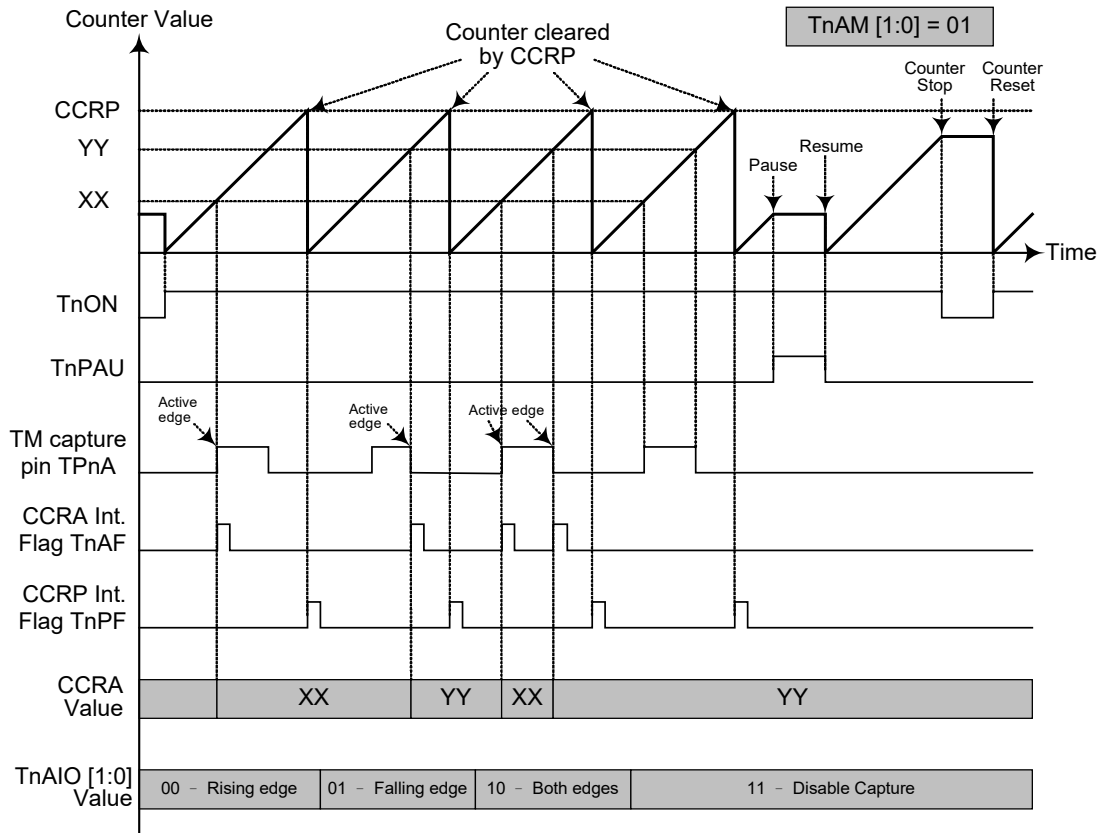 Counter Value
TnAM [1:0] = 01
Counter cleared
by CCRP
Counter
Stop
Counter
Reset
CCRP
YY
XX
Pause
Resume
Time
TnON
TnPAU
Active
edge
Active
edge
Active edge
TM capture
pin TPnA
CCRA Int.
Flag TnAF
CCRP Int.
Flag TnPF
CCRA
Value
XX
YY
XX
YY
TnAIO [1:0]
Value
00 - Rising edge
01 - Falling edge
10 - Both edges
11 - Disable Capture